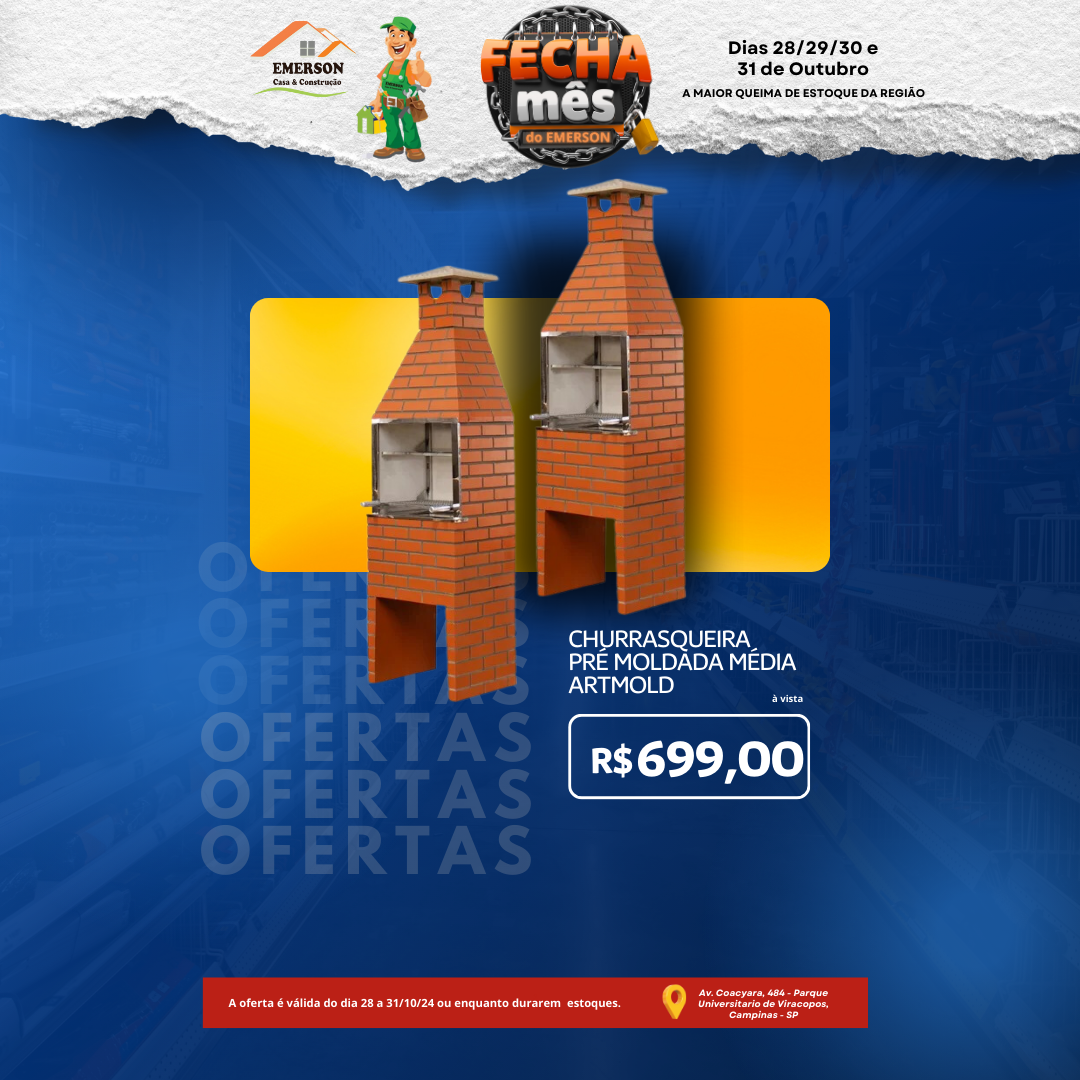 EMERSON
Casa & Construção
FECHA
mês
do EMERSON
Dias 28/29/30 e
31 de Outubro
A MAIOR QUEIMA DE ESTOQUE DA REGIÃO
OFERTAS
OFERTAS
OFERTAS
OFERTAS
OFERTAS
CHURRASQUEIRA
PRÉ MOLDADA MÉDIA
ARTMOLD
à vista
R$699,00
A oferta é válida do dia 28 a 31/10/24 ou enquanto durarem estoques.
Av. Coacyara, 484 - Parque
Universitario de Viracopos,
Campinas - SP